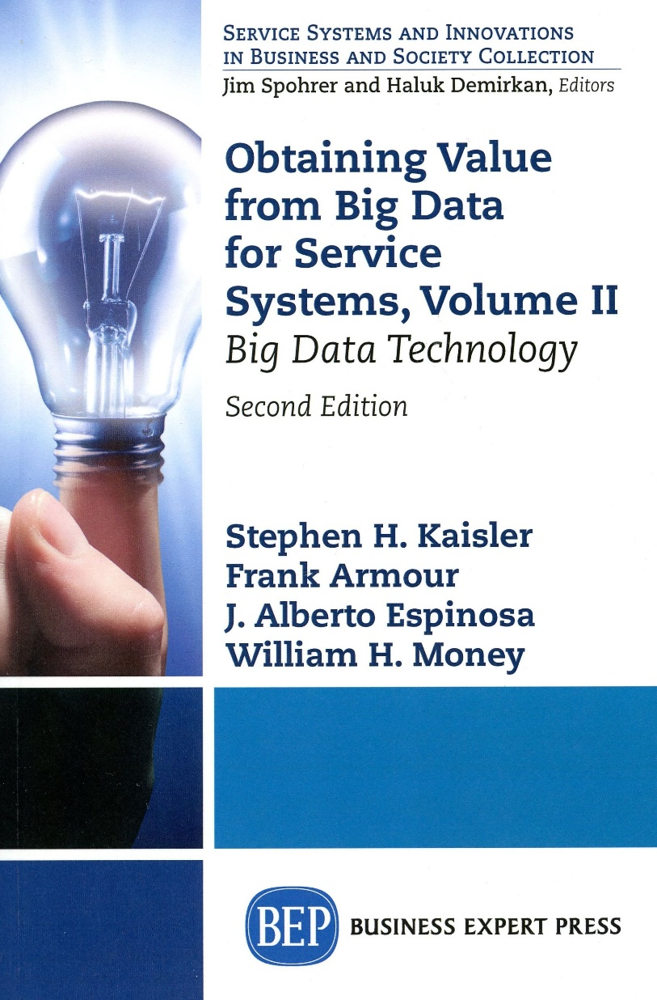 Service Systems and Innovations
in Business and Society Collection
Jim Spohrer and Haluk Demirkan, Editors
Obtaining Value
from Big Data
for Service
Systems, Volume II
Big Data Technology
Second Edition
Stephen H. Kaisler
Frank Armour
J. Alberto Espinosa
William H. Money
BEP BUSINESS EXPERT PRESS